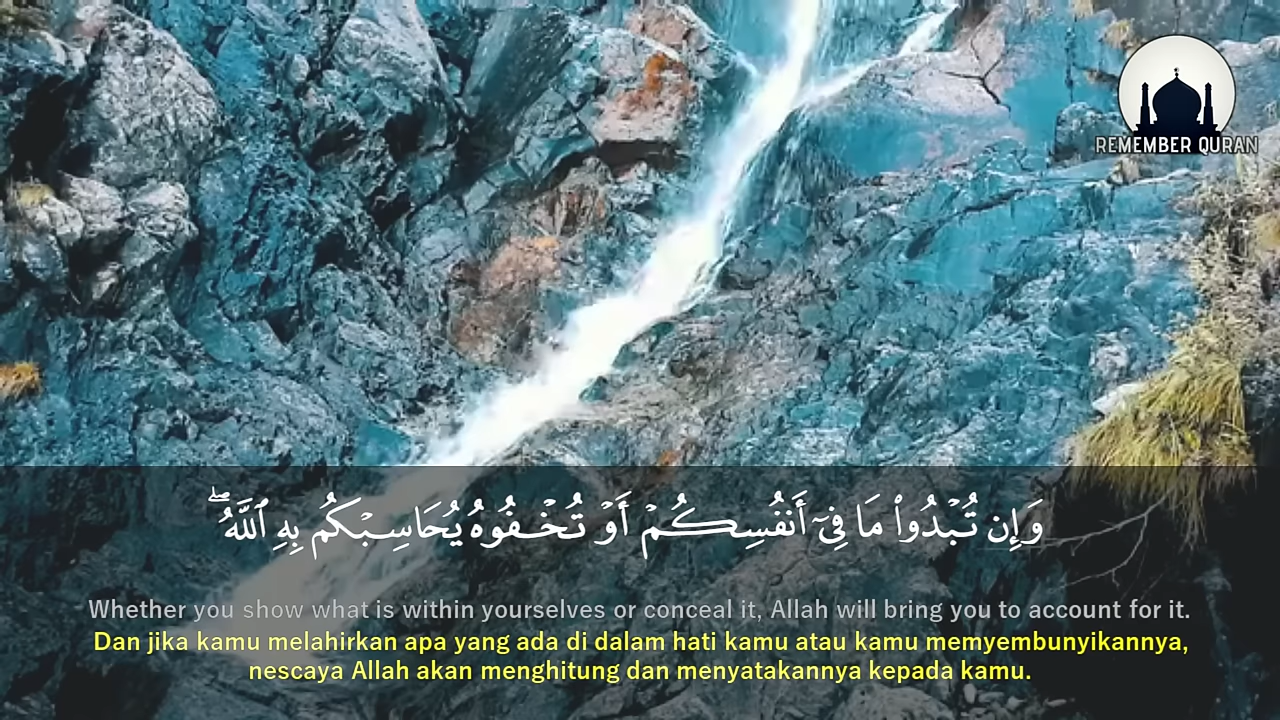 REMEMBER QURAN
وَإِن تُبْدُوا۟ مَا فِىٓ أَنفُسِكُمْ أَوْ تُخْفُوهُ يُحَاسِبْكُم بِهِ ٱللَّهُ ۖ
Whether you show what is within yourselves or conceal it, Allah will bring you to account for it.
Dan jika kamu melahirkan apa yang ada di dalam hati kamu atau kamu memyembunyikannya,
nescaya Allah akan menghitung dan menyatakannya kepada kamu.